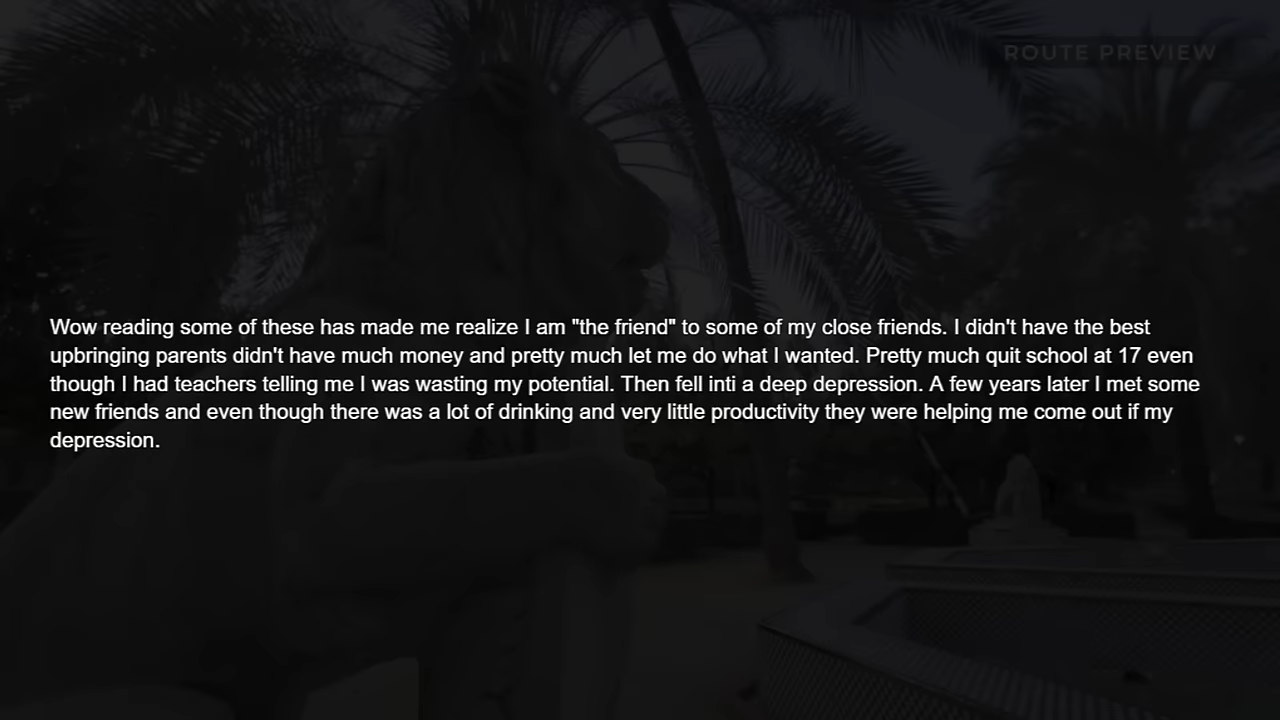 ROUTE PREVIEW
Wow reading some of these has made me realize I am "the friend" to some of my close friends. I didn't have the best
upbringing parents didn't have much money and pretty much let me do what I wanted. Pretty much quit school at 17 even
though I had teachers telling me I was wasting my potential. Then fell inti a deep depression. A few years later I met some
new friends and even though there was a lot of drinking and very little productivity they were helping me come out if my
depression.